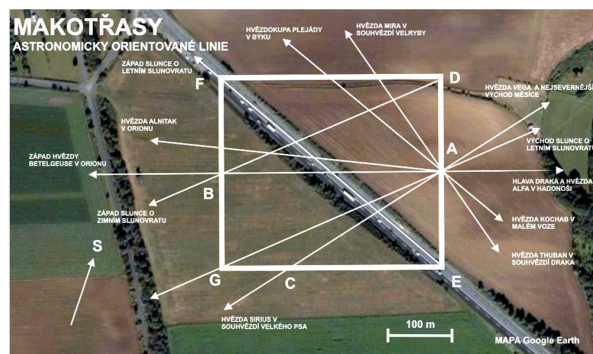 MAKOTŘASY
ASTRONOMICKY ORIENTOVANÉ LINIE
HVĚZDOKUPA PLEJÁDY
V BÝKU
HVĚZDA MIRA V
SOUHVĚZDÍ VELRYBY
ZÁPAD SLUNCE O
LETNÍM SLUNOVRATU
F
D
HVĚZDA VEGA A NEJSEVERNĚJŠÍ
VÝCHOD MĚSÍCE
HVĚZDA ALNITAK
V ORIONU
VÝCHOD SLUNCE O
LETNÍM SLUNOVRATU
A
ZÁPAD HVĚZDY
BETELGEUSE V ORIONU
B
HLAVA DRAKA A HVĚZDA
ALFA V HADONOŠI
ZÁPAD SLUNCE O
ZIMNÍM SLUNOVRATU
HVĚZDA KOCHAB V
MALÉM VOZE
S
HVĚZDA THUBAN V
SOUHVĚZDÍ DRAKA
G
C
E
HVĚZDA SIRIUS V
SOUHVĚZDÍ VELKÉHO PSA
100 m
MAPA Google Earth